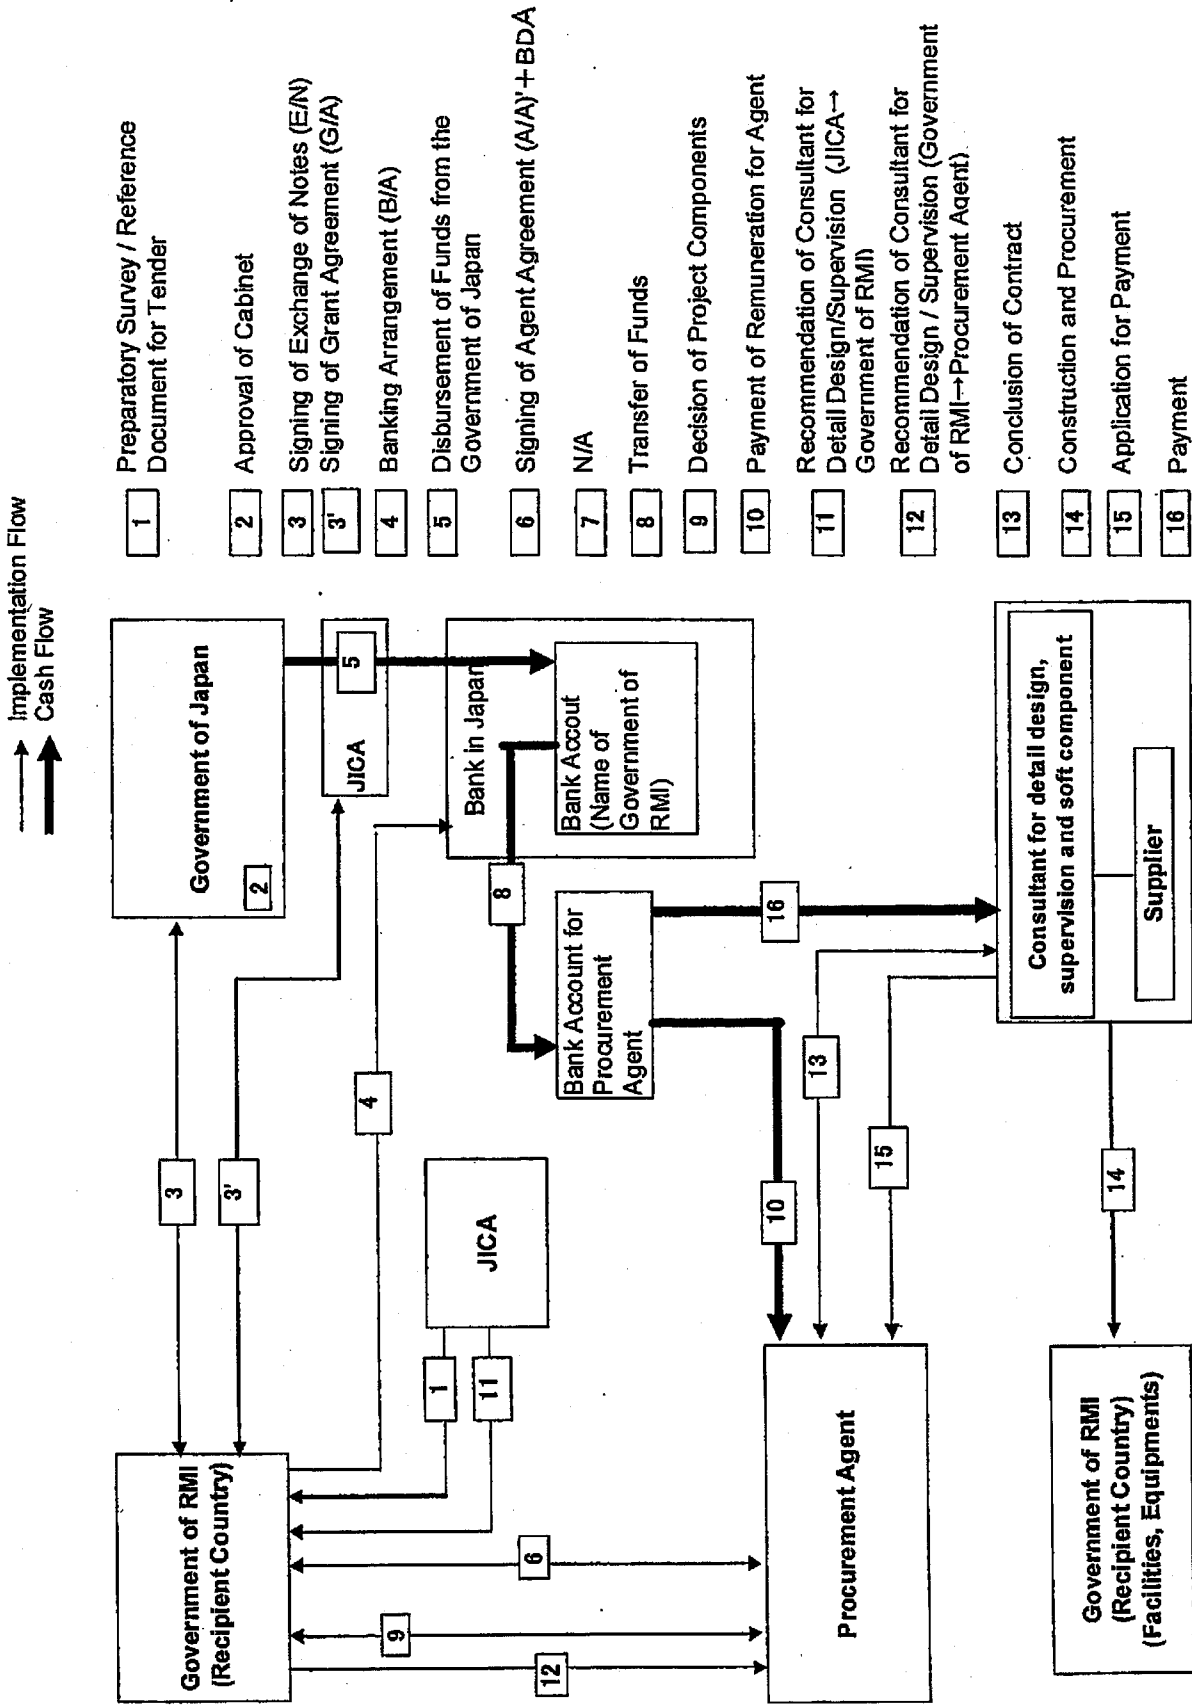 Implementation Flow
Cash Flow
1 Preparatory Survey / Reference
Document for Tender
2 Approval of Cabinet
3 Signing of Exchange of Notes (E/N)
3' Signing of Grant Agreement (G/A)
4 Banking Arrangement (B/A)
5 Disbursement of Funds from the
Government of Japan
6 Signing of Agent Agreement (A/A)'+BDA
7 N/A
8 Transfer of Funds
9 Decision of Project Components
10 Payment of Remuneration for Agent
11 Recommendation of Consultant for
Detail Design/Supervision (JICA→
Government of RMI)
12 Recommendation of Consultant for
Detail Design / Supervision (Government
of RMI→Procurement Agent)
13 Conclusion of Contract
14 Construction and Procurement
15 Application for Payment
16 Payment
Government of Japan
2
JICA
5
Bank in Japan
Bank Accout
(Name of
Government of
RMI)
8
Bank Account for
Procurement
Agent
16
Consultant for detail design,
supervision and soft component
Supplier
3
3'
4
JICA
1
11
10
13
15
14
Government of RMI
(Recipient Country)
6
9
12
Procurement Agent
Government of RMI
(Recipient Country)
(Facilities, Equipments)